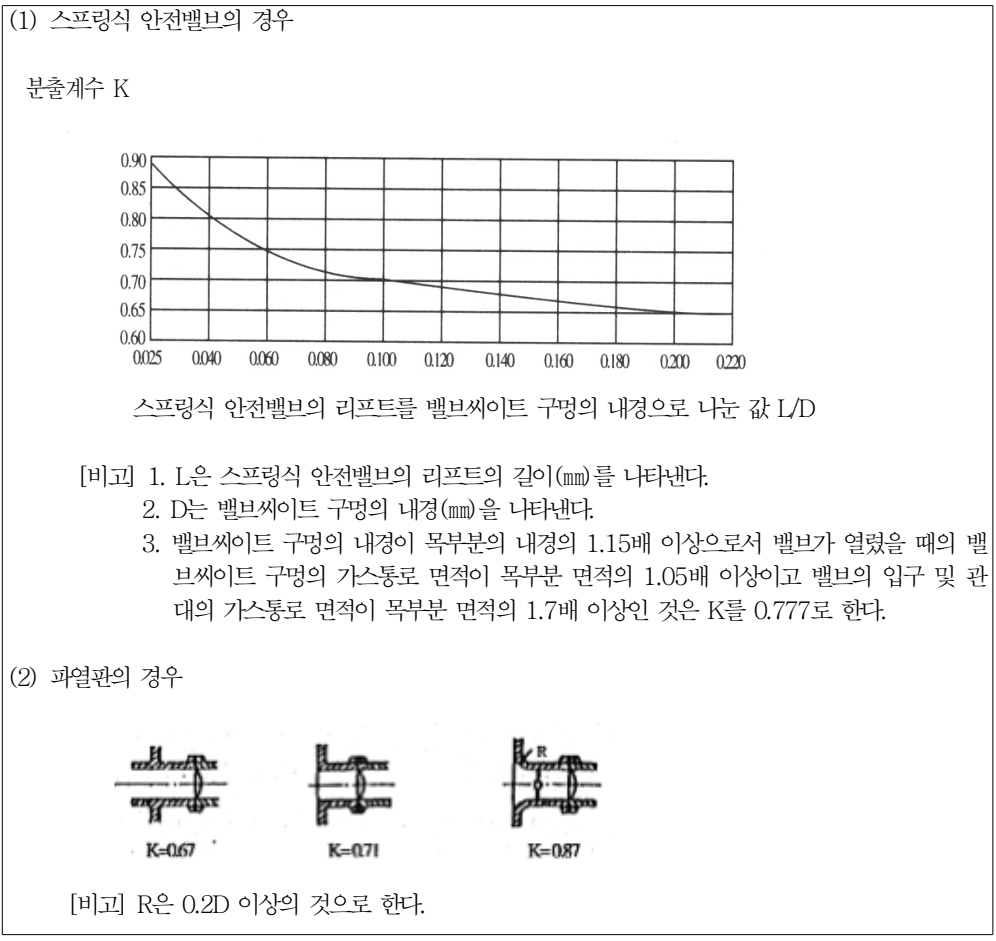 (1) 스프링식 안전밸브의 경우
분출계수 K
0.90
0.85
0.80
0.75
0.70
0.65
0.60
0.025 0.040 0.060 0.080 0.100 0.120 0.140 0.160 0.180 0.200 0.220
스프링식 안전밸브의 리프트를 밸브씨이트 구멍의 내경으로 나눈 값 L/D
[비고] 1. L은 스프링식 안전밸브의 리프트의 길이(㎜)를 나타낸다.
2. D는 밸브씨이트 구멍의 내경(㎜)을 나타낸다.
3. 밸브씨이트 구멍의 내경이 목부분의 내경의 1.15배 이상으로서 밸브가 열렸을 때의 밸
브씨이트 구멍의 가스통로 면적이 목부분 면적의 1.05배 이상이고 밸브의 입구 및 관
대의 가스통로 면적이 목부분 면적의 1.7배 이상인 것은 K를 0.777로 한다.
(2) 파열판의 경우
R
D
K=0.67 K=0.71 K=0.87
[비고] R은 0.2D 이상의 것으로 한다.